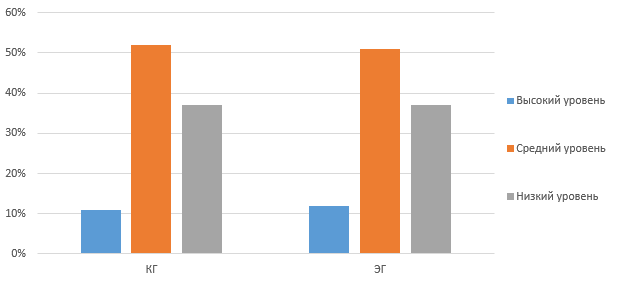 60%
50%
40%
30%
20%
10%
0%
КГ
ЭГ
Высокий уровень
Средний уровень
Низкий уровень